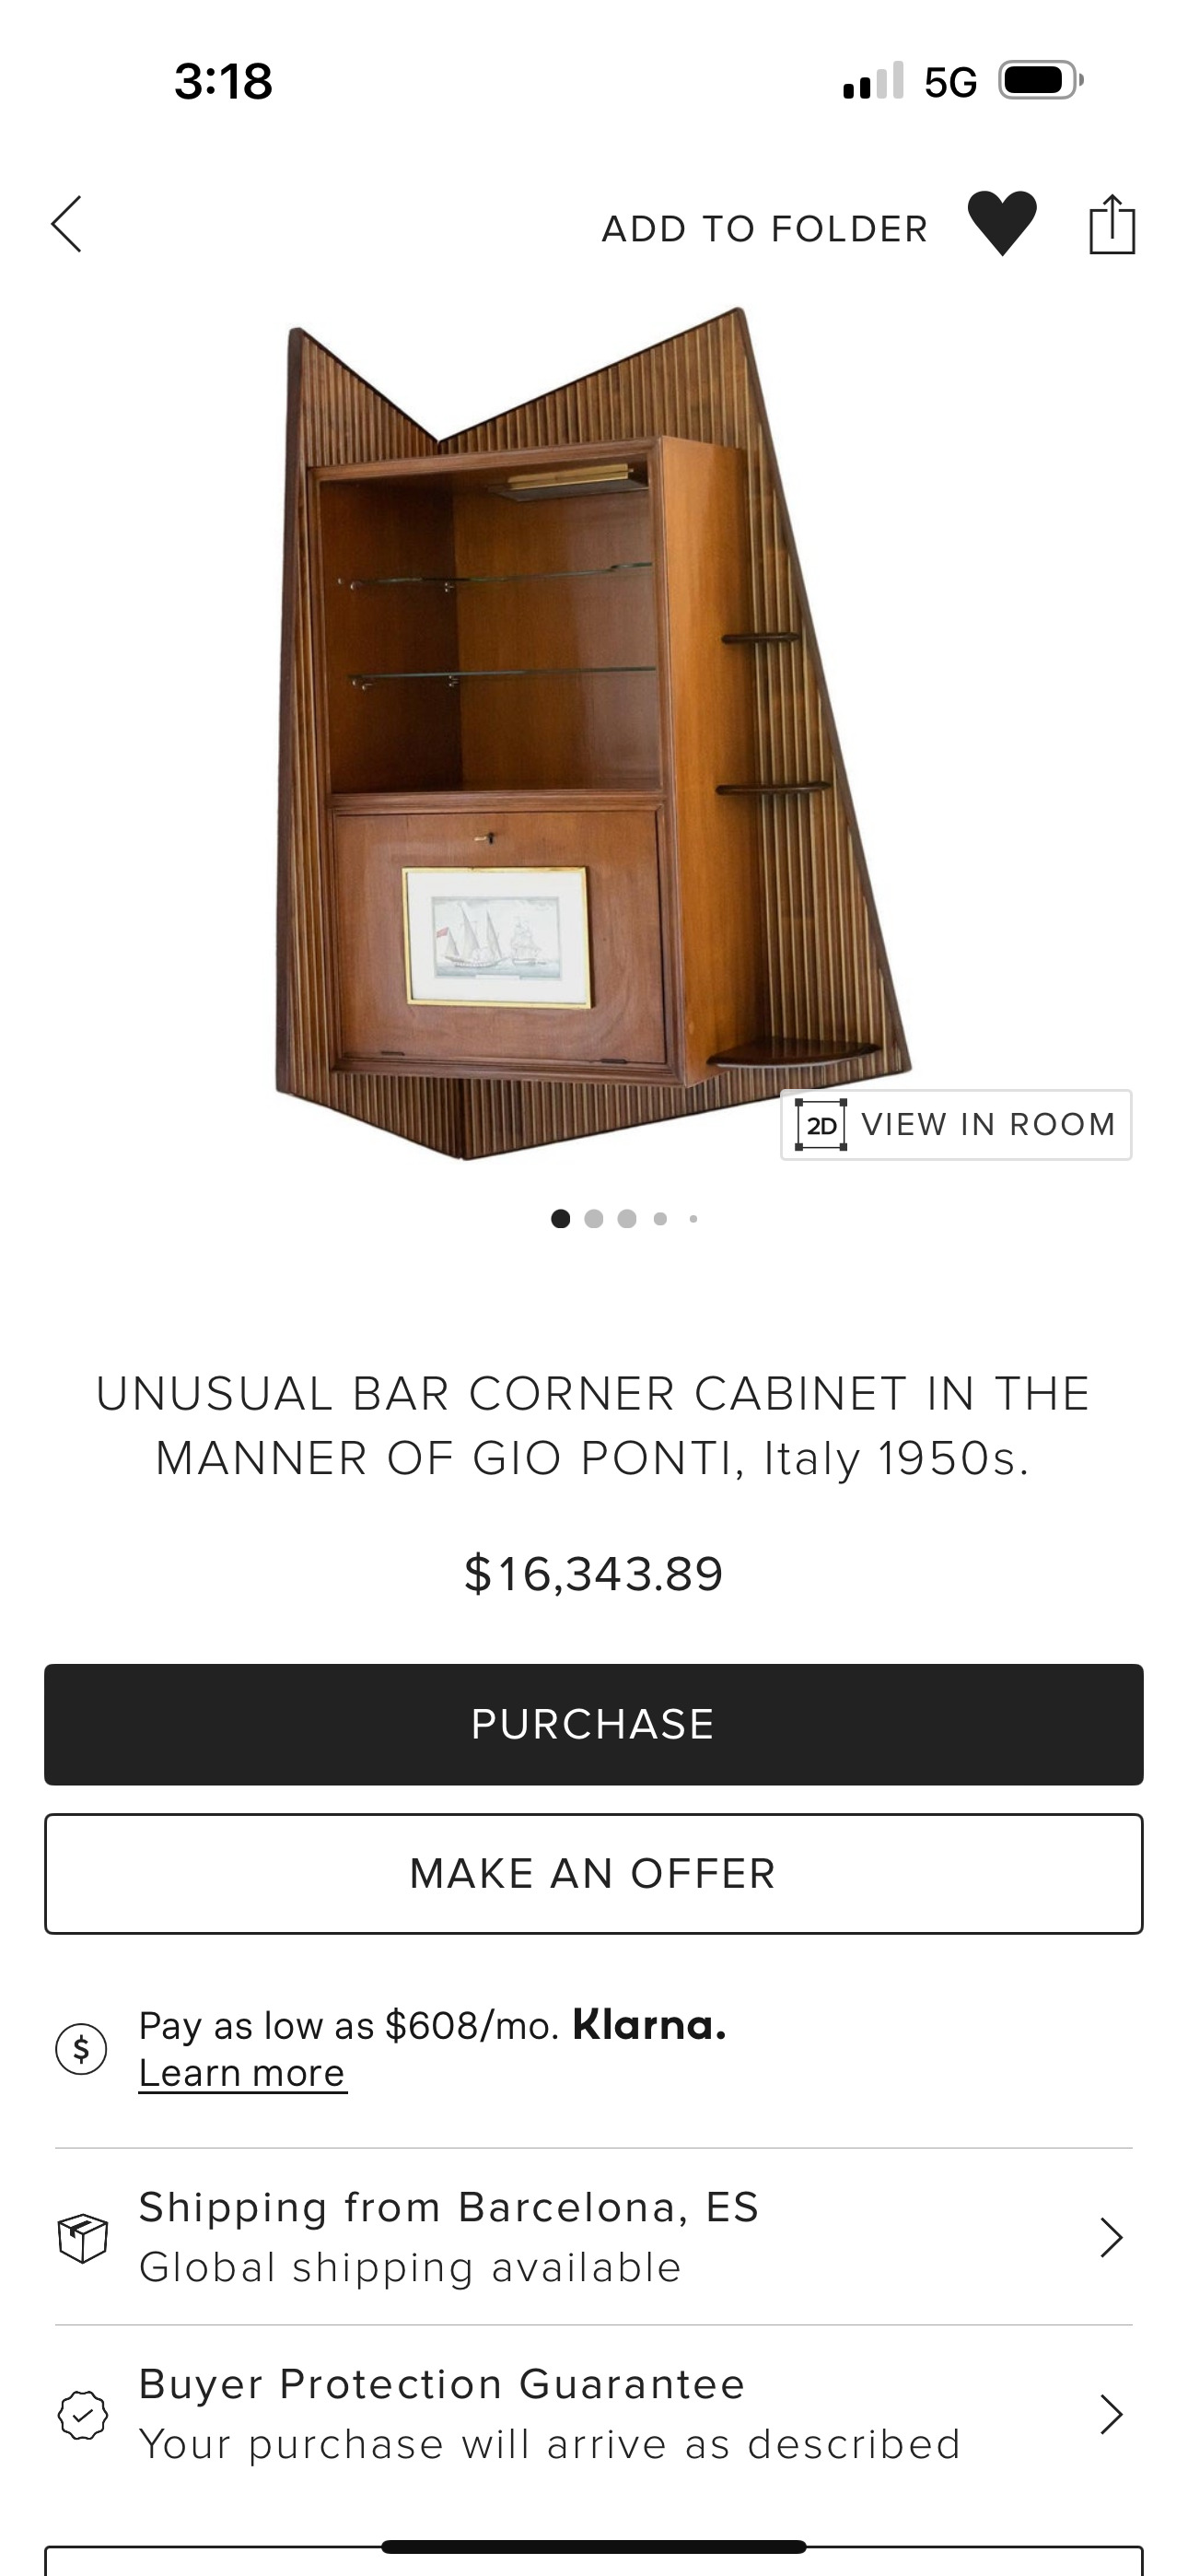 3:18
5G
ADD TO FOLDER
2D VIEW IN ROOM
UNUSUAL BAR CORNER CABINET IN THE
MANNER OF GIO PONTI, Italy 1950s.
$16,343.89
PURCHASE
MAKE AN OFFER
$ Pay as low as $608/mo. Klarna.
Learn more
Shipping from Barcelona, ES
Global shipping available
Buyer Protection Guarantee
Your purchase will arrive as described